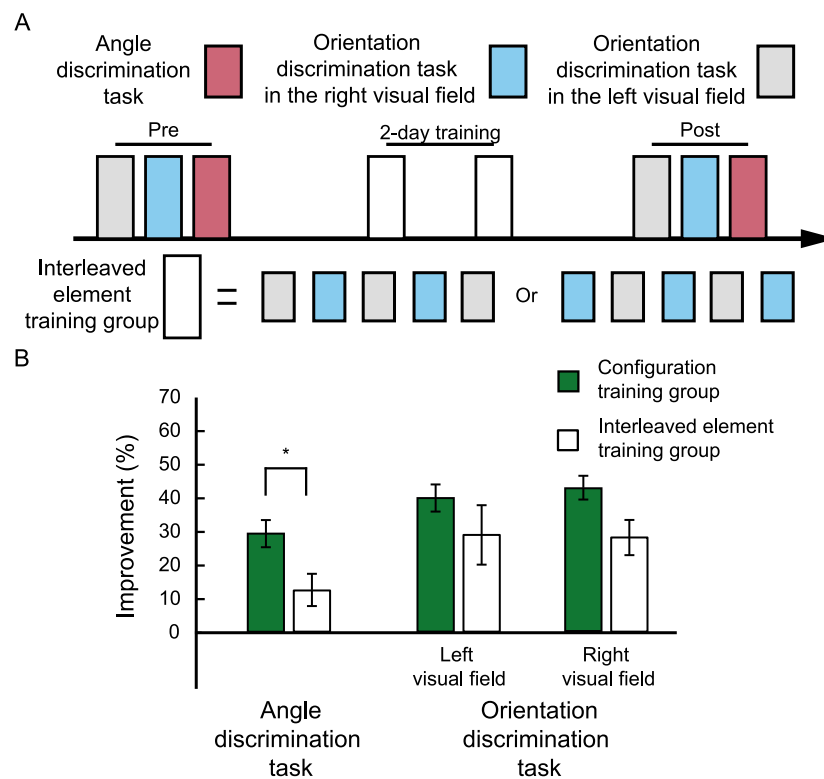 A
Angle
discrimination
task
Orientation
discrimination task
in the right visual field
Orientation
discrimination task
in the left visual field
Pre
2-day training
Post
Interleaved
element
training group
=
Or
B
Configuration
training group
Interleaved element
training group
Improvement (%)
70
60
50
40
30
20
10
0
*
Left
visual field
Right
visual field
Angle
discrimination
task
Orientation
discrimination
task